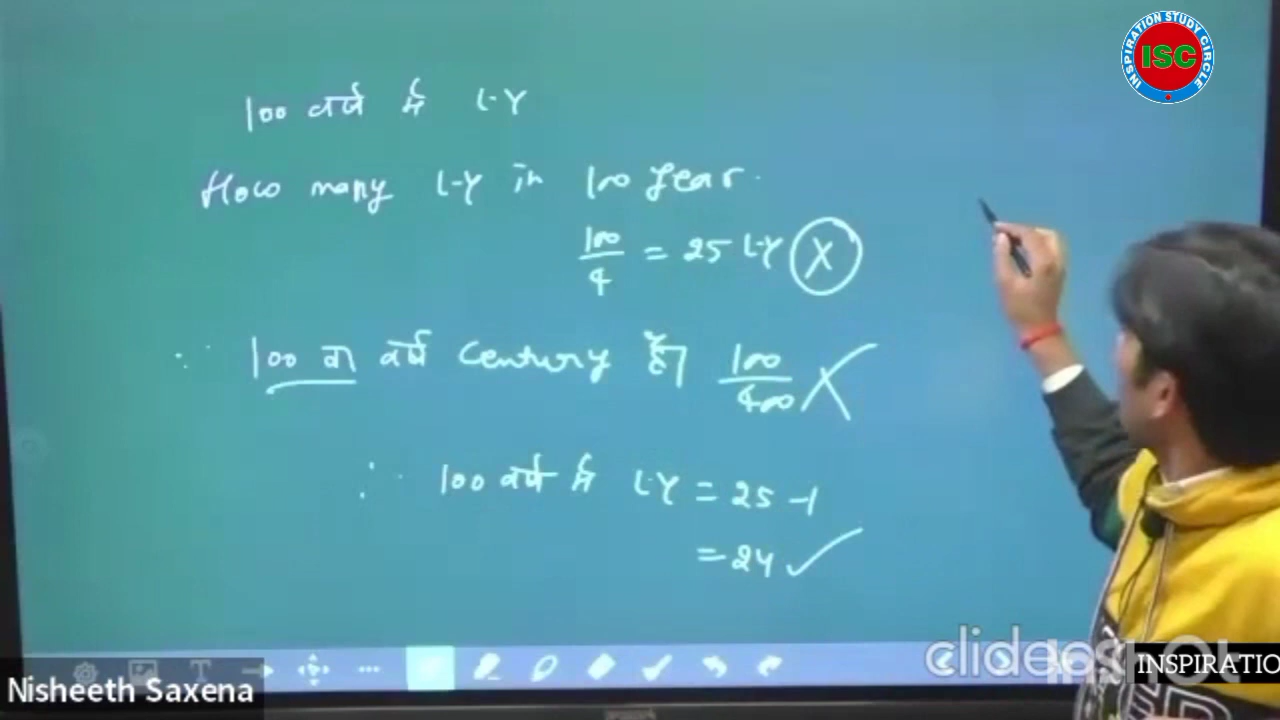 100 वर्ष में L-Y
How many L-Y in 100 year.
100/4 = 25 L-Y X
∵ 100 वा वर्ष century है। 100/400 X
∴ 100 वर्ष में L.Y = 25 - 1
= 24 ✓
INSPIRATION STUDY CIRCLE
ISC
Nisheeth Saxena
INSPIRATIO